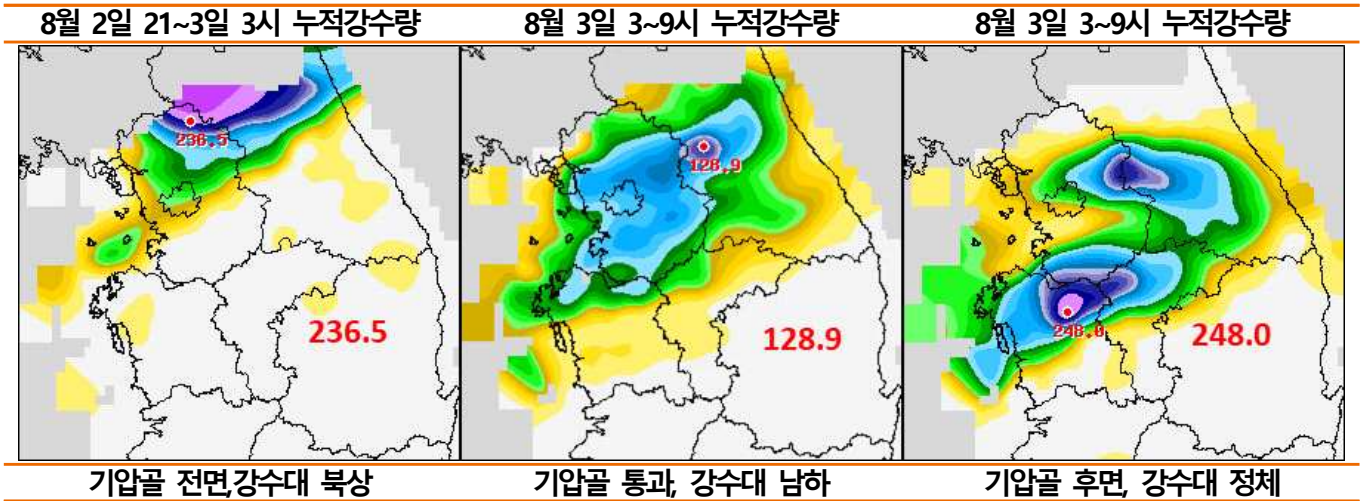 8월 2일 21~3일 3시 누적강수량
8월 3일 3~9시 누적강수량
8월 3일 3~9시 누적강수량
236.5
128.9
248.0
236.5
128.9
248.0
기압골 전면,강수대 북상
기압골 통과, 강수대 남하
기압골 후면, 강수대 정체